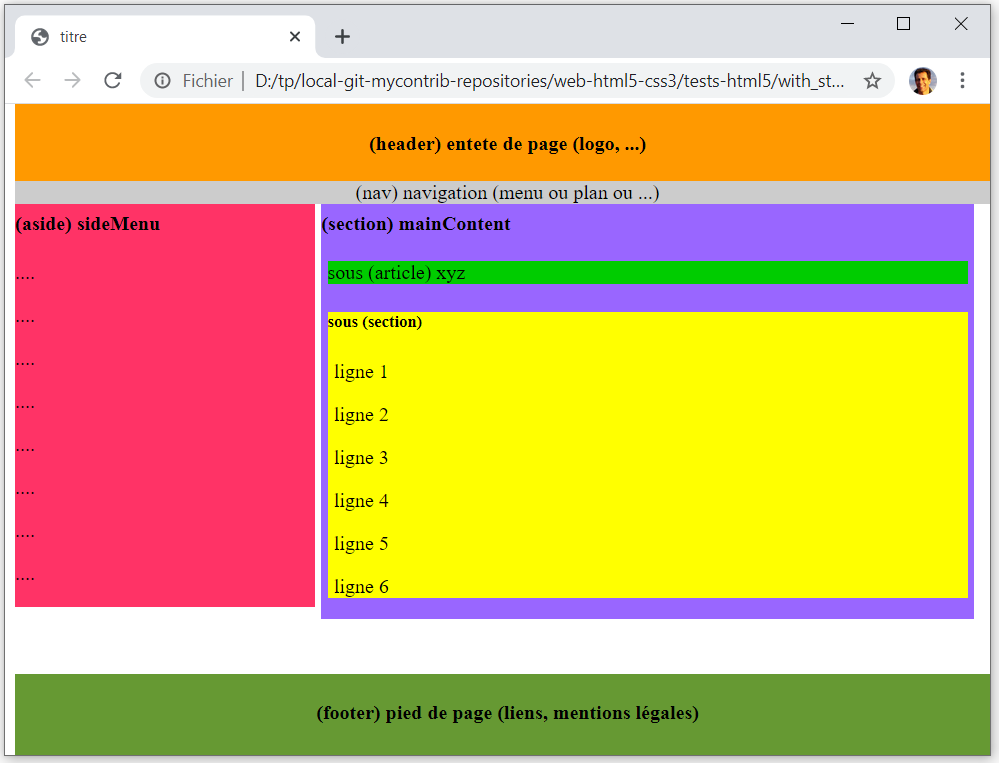 titre
Fichier | D:/tp/local-git-mycontrib-repositories/web-html5-css3/tests-html5/with_st...
(header) entete de page (logo, ...)
(nav) navigation (menu ou plan ou ...)
(aside) sideMenu
....
....
....
....
....
....
....
....
(section) mainContent
sous (article) xyz
sous (section)
ligne 1
ligne 2
ligne 3
ligne 4
ligne 5
ligne 6
(footer) pied de page (liens, mentions légales)